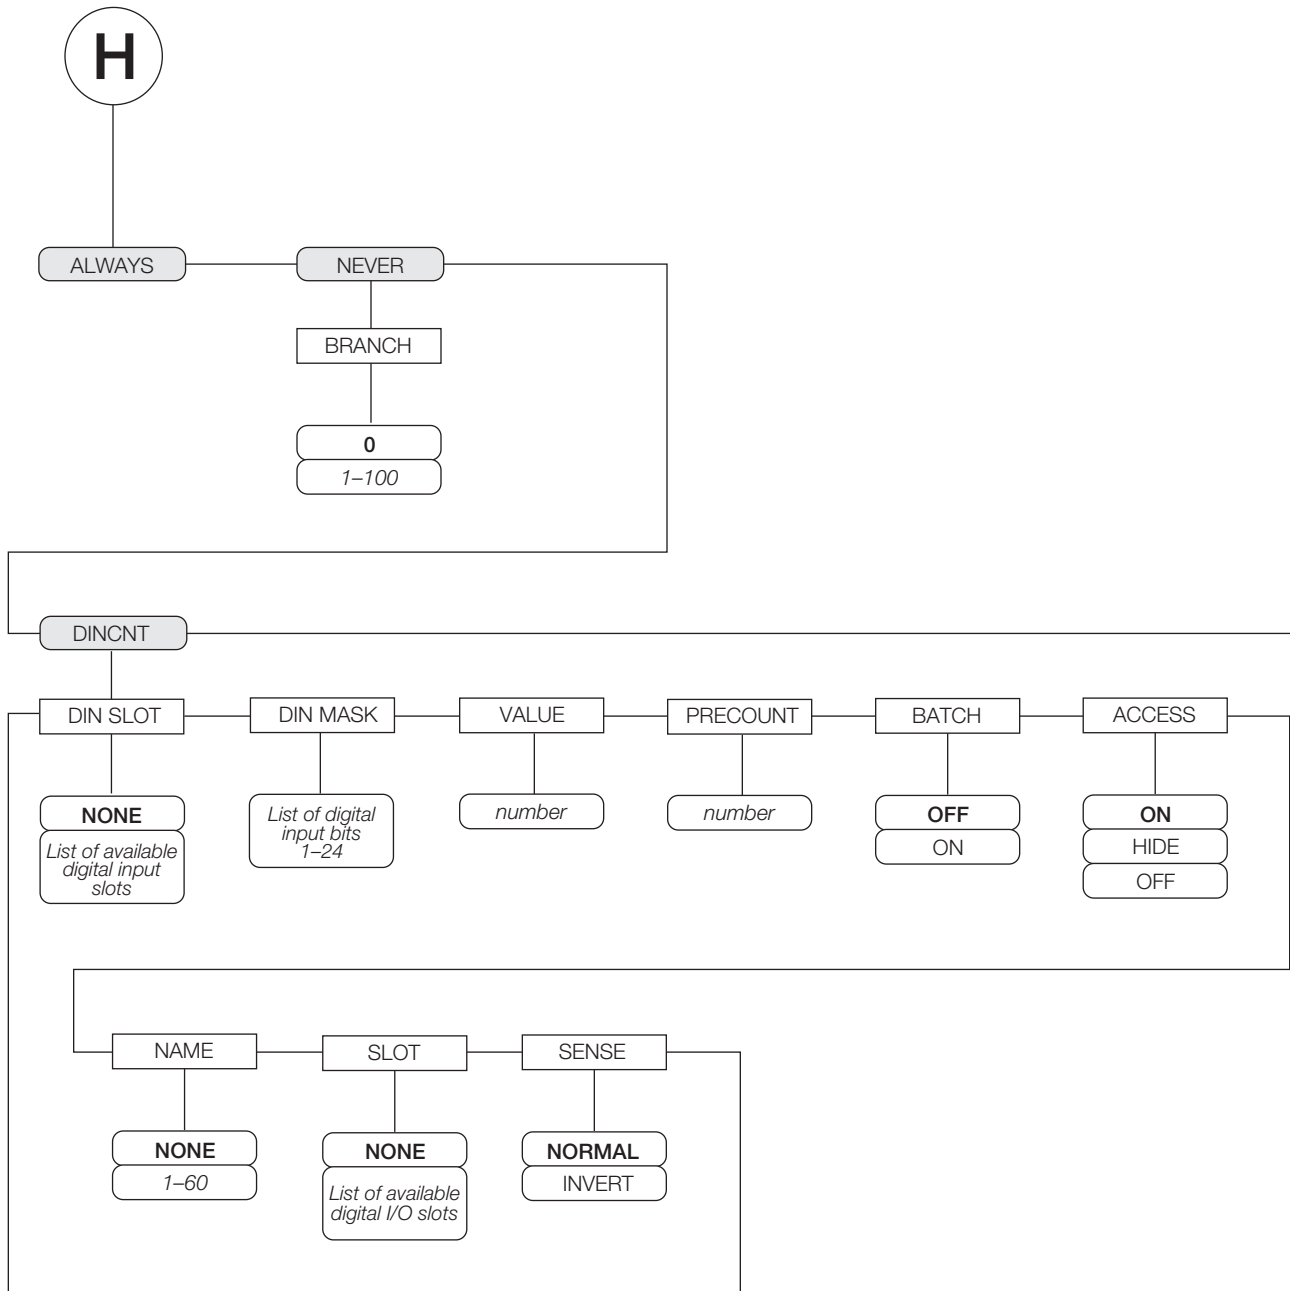 H
ALWAYS
NEVER
BRANCH
0
1–100
DINCNT
DIN SLOT
DIN MASK
VALUE
PRECOUNT
BATCH
ACCESS
NONE
List of available
digital input
slots
List of digital
input bits
1–24
number
number
OFF
ON
ON
HIDE
OFF
NAME
SLOT
SENSE
NONE
1–60
NONE
List of available
digital I/O slots
NORMAL
INVERT